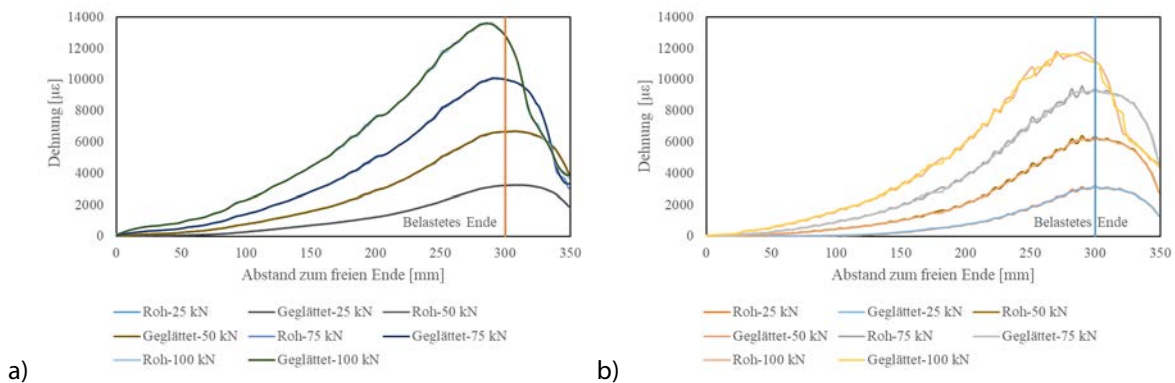 14000
12000
10000
8000
6000
4000
2000
0
Dehnung [µε]
Belastetes Ende
0 50 100 150 200 250 300 350
Abstand zum freien Ende [mm]
Roh-25 kN Geglättet-25 kN Roh-50 kN
Geglättet-50 kN Roh-75 kN Geglättet-75 kN
Roh-100 kN Geglättet-100 kN
a)
14000
12000
10000
8000
6000
4000
2000
0
Dehnung [µε]
Belastetes Ende
0 50 100 150 200 250 300 350
Abstand zum freien Ende [mm]
Roh-25 kN Geglättet-25 kN Roh-50 kN
Geglättet-50 kN Roh-75 kN Geglättet-75 kN
Roh-100 kN Geglättet-100 kN
b)